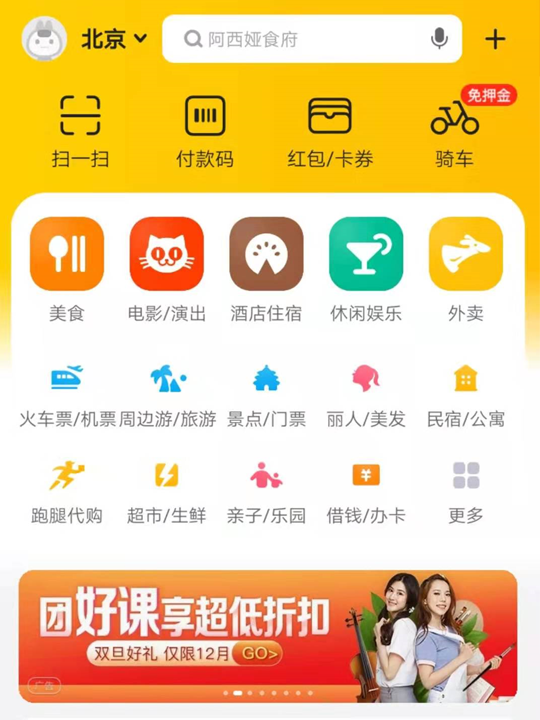 北京
阿西娅食府
免押金
扫一扫
付款码
红包/卡券
骑车
美食
电影/演出
酒店住宿
休闲娱乐
外卖
火车票/机票
周边游/旅游
景点/门票
丽人/美发
民宿/公寓
跑腿代购
超市/生鲜
亲子/乐园
借钱/办卡
更多
团好课享超低折扣
双旦好礼 仅限12月 GO>
广告